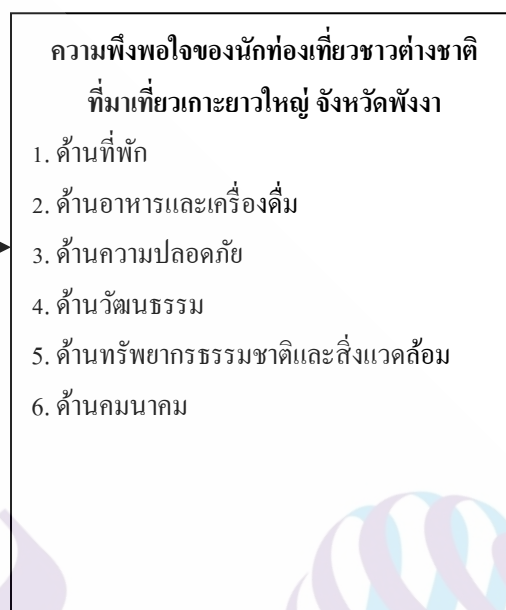 ความพึงพอใจของนักท่องเที่ยวชาวต่างชาติ
ที่มาเที่ยวเกาะยาวใหญ่ จังหวัดพังงา
1. ด้านที่พัก
2. ด้านอาหารและเครื่องดื่ม
3. ด้านความปลอดภัย
4. ด้านวัฒนธรรม
5. ด้านทรัพยากรธรรมชาติและสิ่งแวดล้อม
6. ด้านคมนาคม